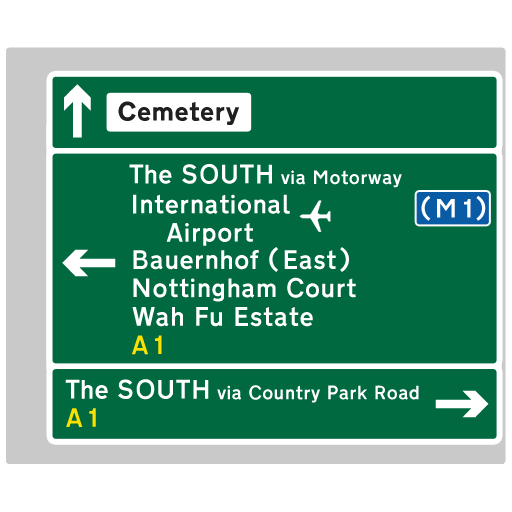 Cemetery
The SOUTH via Motorway
International
Airport
(M1)
Bauernhof (East)
Nottingham Court
Wah Fu Estate
A1
The SOUTH via Country Park Road
A1